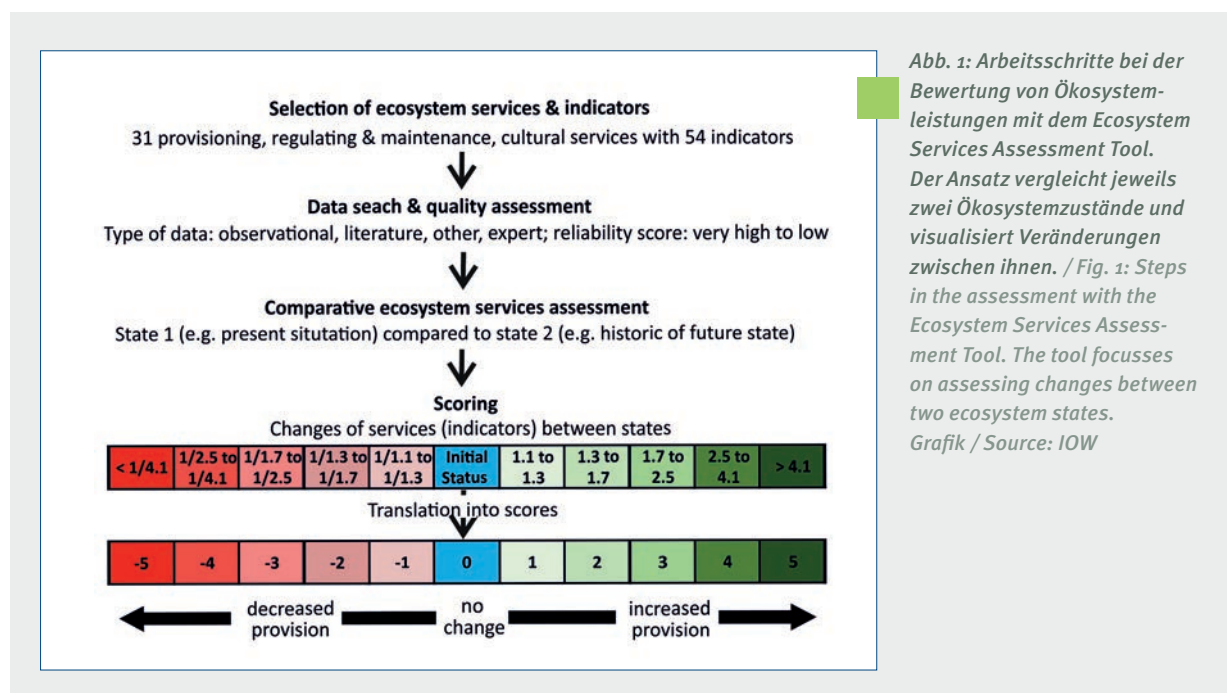 Selection of ecosystem services & indicators
31 provisioning, regulating & maintenance, cultural services with 54 indicators
Data seach & quality assessment
Type of data: observational, literature, other, expert; reliability score: very high to low
Comparative ecosystem services assessment
State 1 (e.g. present situtation) compared to state 2 (e.g. historic of future state)
Scoring
Changes of services (indicators) between states
< 1/4.1 1/2.5 to 1/1.7 to 1/1.3 to 1/1.1 to Initial 1.1 to 1.3 to 1.7 to 2.5 to > 4.1
1/4.1 1/2.5 1/1.7 1/1.3 Status 1.3 1.7 2.5 4.1
Translation into scores
-5 -4 -3 -2 -1 0 1 2 3 4 5
decreased no increased
provision change provision
Abb. 1: Arbeitsschritte bei der
Bewertung von Ökosystem-
leistungen mit dem Ecosystem
Services Assessment Tool.
Der Ansatz vergleicht jeweils
zwei Ökosystemzustände und
visualisiert Veränderungen
zwischen ihnen. / Fig. 1: Steps
in the assessment with the
Ecosystem Services Assess-
ment Tool. The tool focusses
on assessing changes between
two ecosystem states.
Grafik / Source: IOW